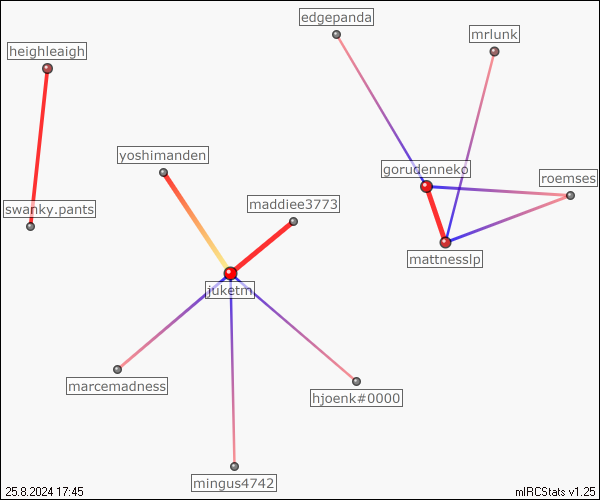 edgepanda
mrlunk
heighleaigh
yoshimanden
gorudenneko
roemses
swanky.pants
maddiee3773
mattnesslp
juketm
marcemadness
hjoenk#0000
mingus4742
25.8.2024 17:45
mIRCStats v1.25